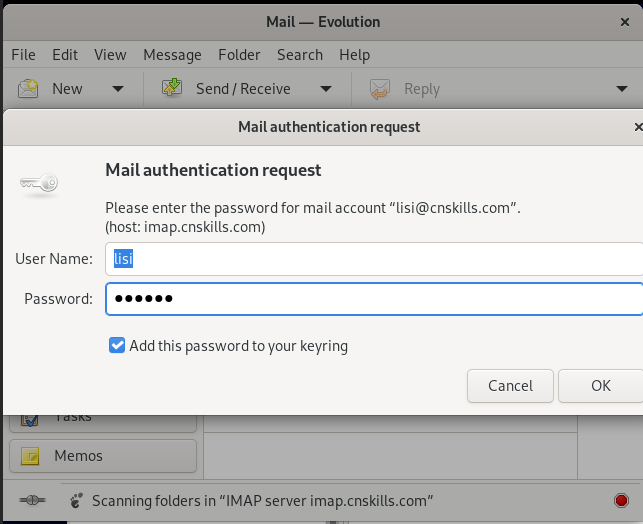 Mail — Evolution
File Edit View Message Folder Search Help
New Send / Receive Reply
Mail authentication request
Mail authentication request
Please enter the password for mail account “lisi@cnskills.com”.
(host: imap.cnskills.com)
User Name: lisi
Password: ●●●●●●
Add this password to your keyring
Cancel OK
Tasks
Memos
Scanning folders in “IMAP server imap.cnskills.com”